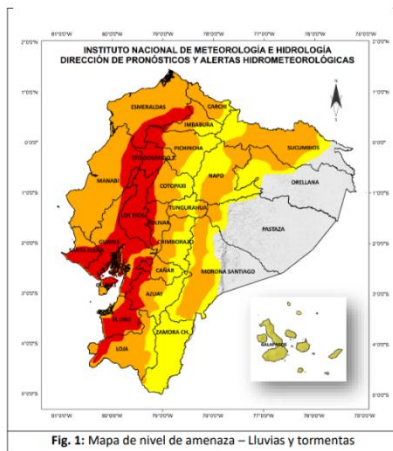 INSTITUTO NACIONAL DE METEOROLOGÍA E HIDROLOGÍA
DIRECCIÓN DE PRONÓSTICOS Y ALERTAS HIDROMETEOROLÓGICAS
ESMERALDAS
CARCHI
IMBABURA
PICHINCHA
SUCUMBIOS
MANABI
ORELLANA
NAPO
COTOPAXI
TUNGURAHUA
LOS RIOS
BOLIVAR
PASTAZA
GUAYAS
CHIMBORAZO
CAÑAR
MORONA SANTIAGO
AZUAY
EL ORO
ZAMORA CH.
LOJA
Fig. 1: Mapa de nivel de amenaza – Lluvias y tormentas